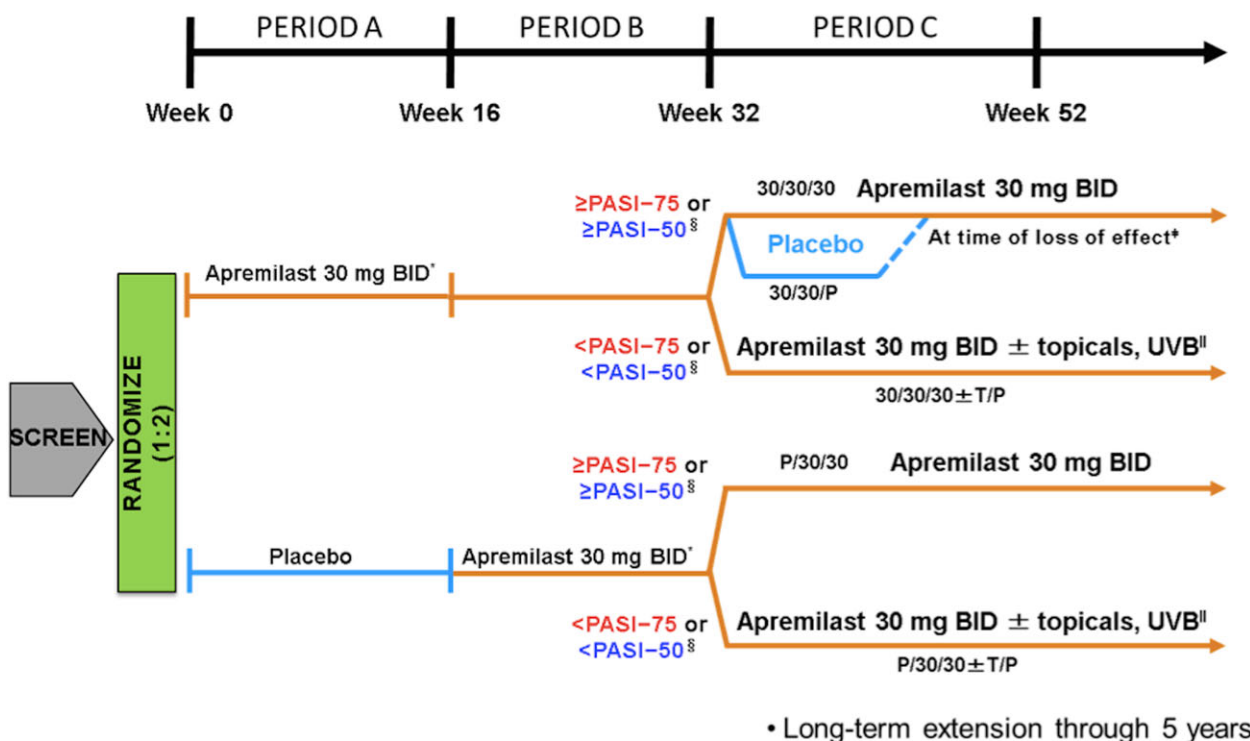 PERIOD A PERIOD B PERIOD C
Week 0 Week 16 Week 32 Week 52
30/30/30 Apremilast 30 mg BID
≥PASI–75 or
≥PASI–50§
Placebo
At time of loss of effect‡
30/30/P
Apremilast 30 mg BID*
<PASI–75 or
<PASI–50§
Apremilast 30 mg BID ± topicals, UVB||
30/30/30±T/P
SCREEN
RANDOMIZE
(1:2)
≥PASI–75 or
≥PASI–50§
P/30/30 Apremilast 30 mg BID
Placebo
Apremilast 30 mg BID*
<PASI–75 or
<PASI–50§
Apremilast 30 mg BID ± topicals, UVB||
P/30/30±T/P
• Long-term extension through 5 years